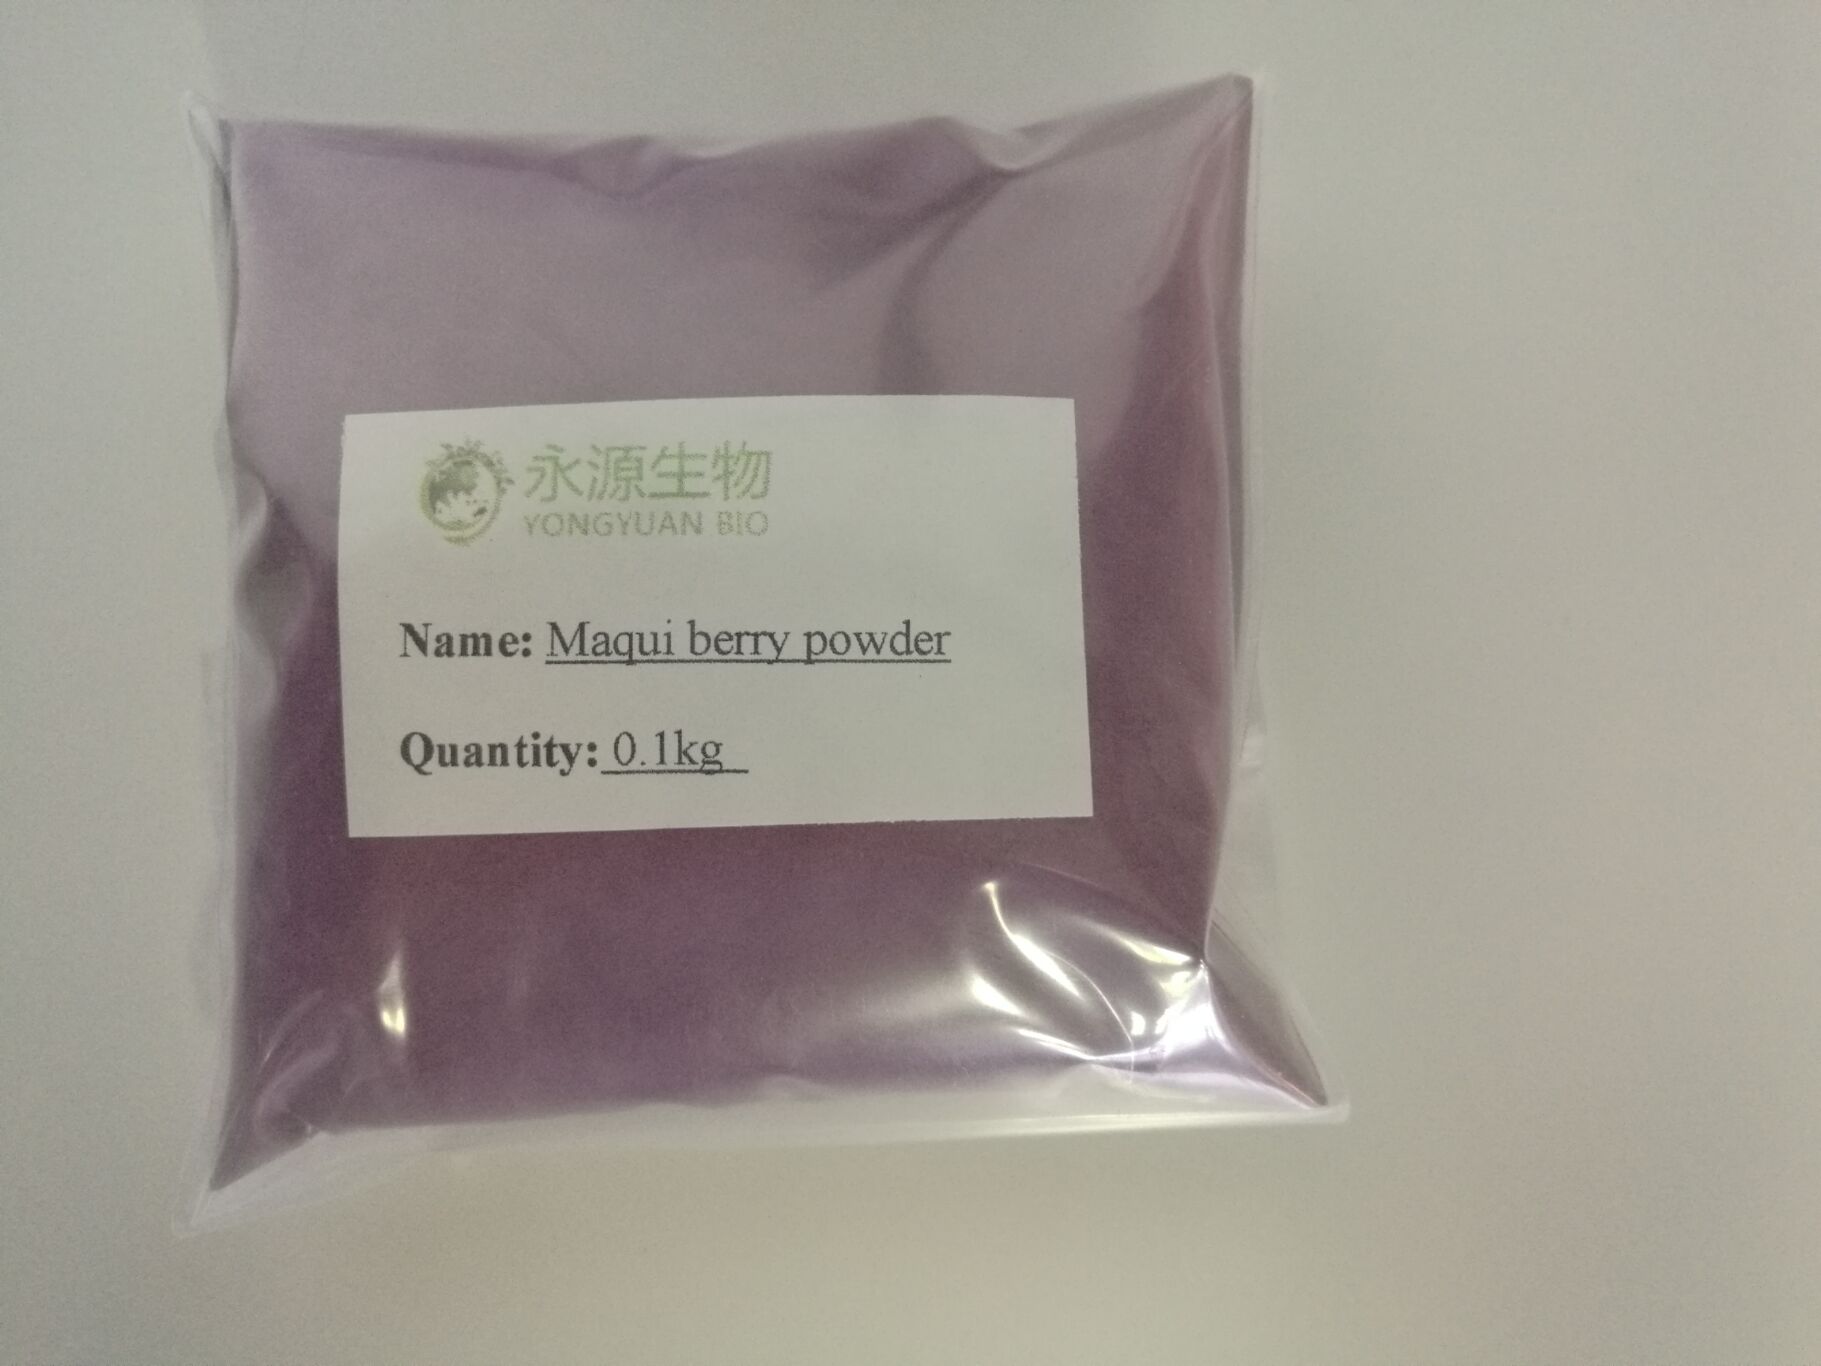 永源生物
YONGYUAN BIO
Name: Maqui berry powder
Quantity: 0.1kg